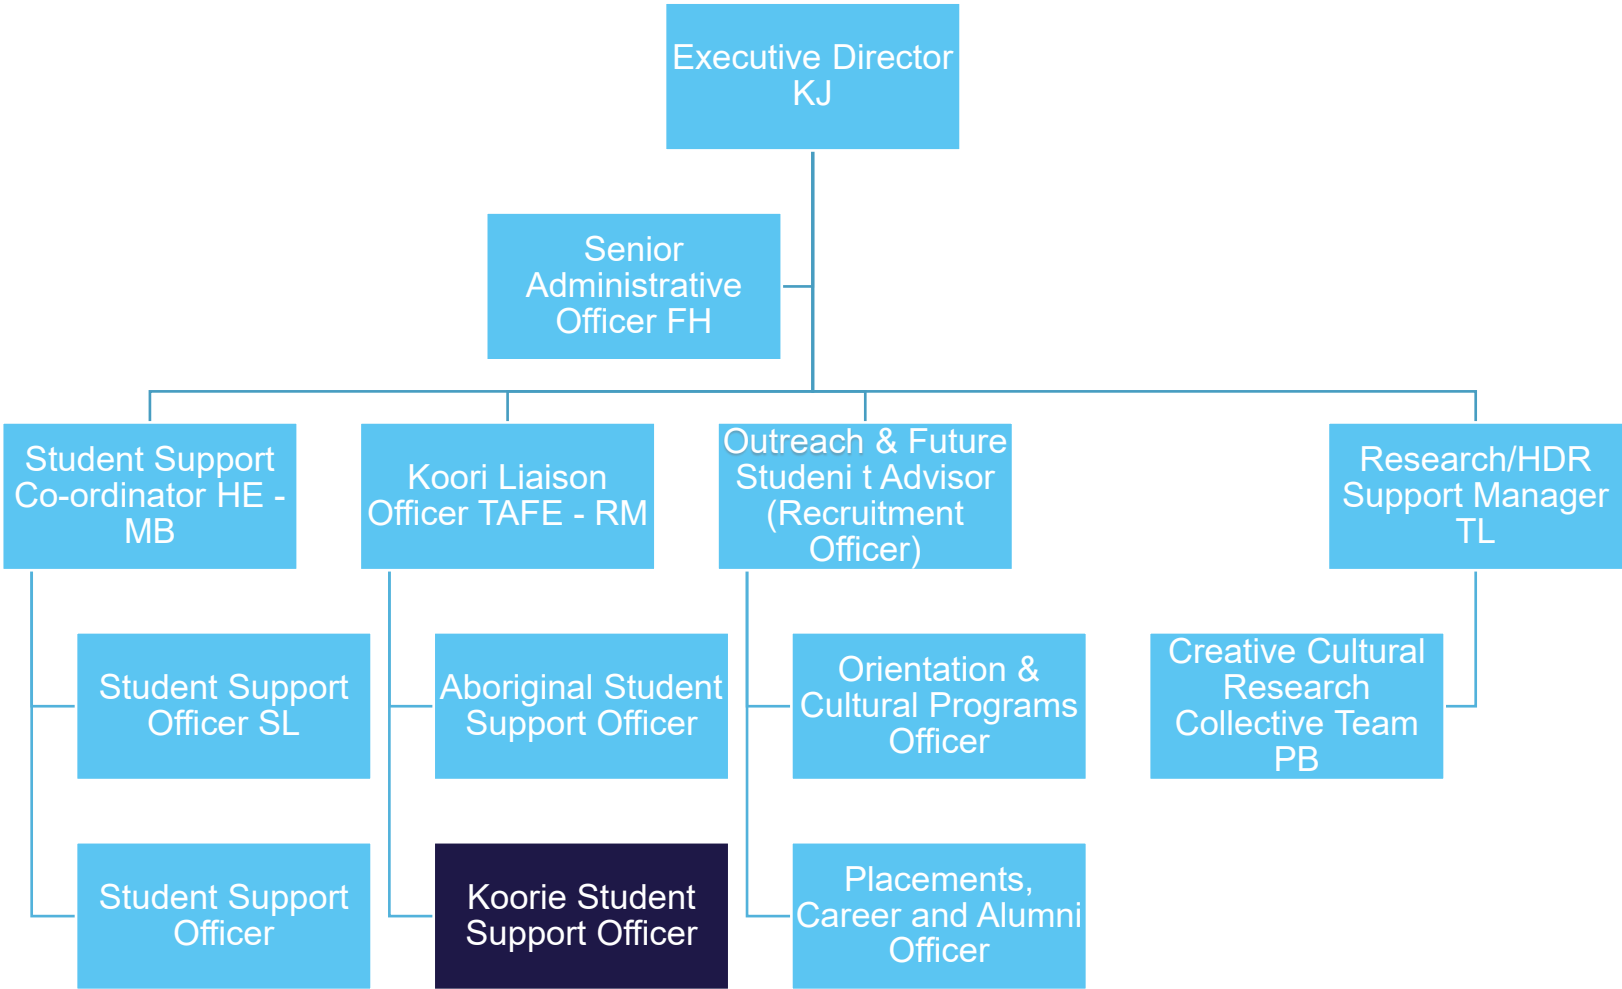 Executive Director
KJ
Senior
Administrative
Officer FH
Student Support
Co-ordinator HE -
MB
Koori Liaison
Officer TAFE - RM
Outreach & Future
Studeni t Advisor
(Recruitment
Officer)
Research/HDR
Support Manager
TL
Student Support
Officer SL
Aboriginal Student
Support Officer
Orientation &
Cultural Programs
Officer
Creative Cultural
Research
Collective Team
PB
Student Support
Officer
Koorie Student
Support Officer
Placements,
Career and Alumni
Officer